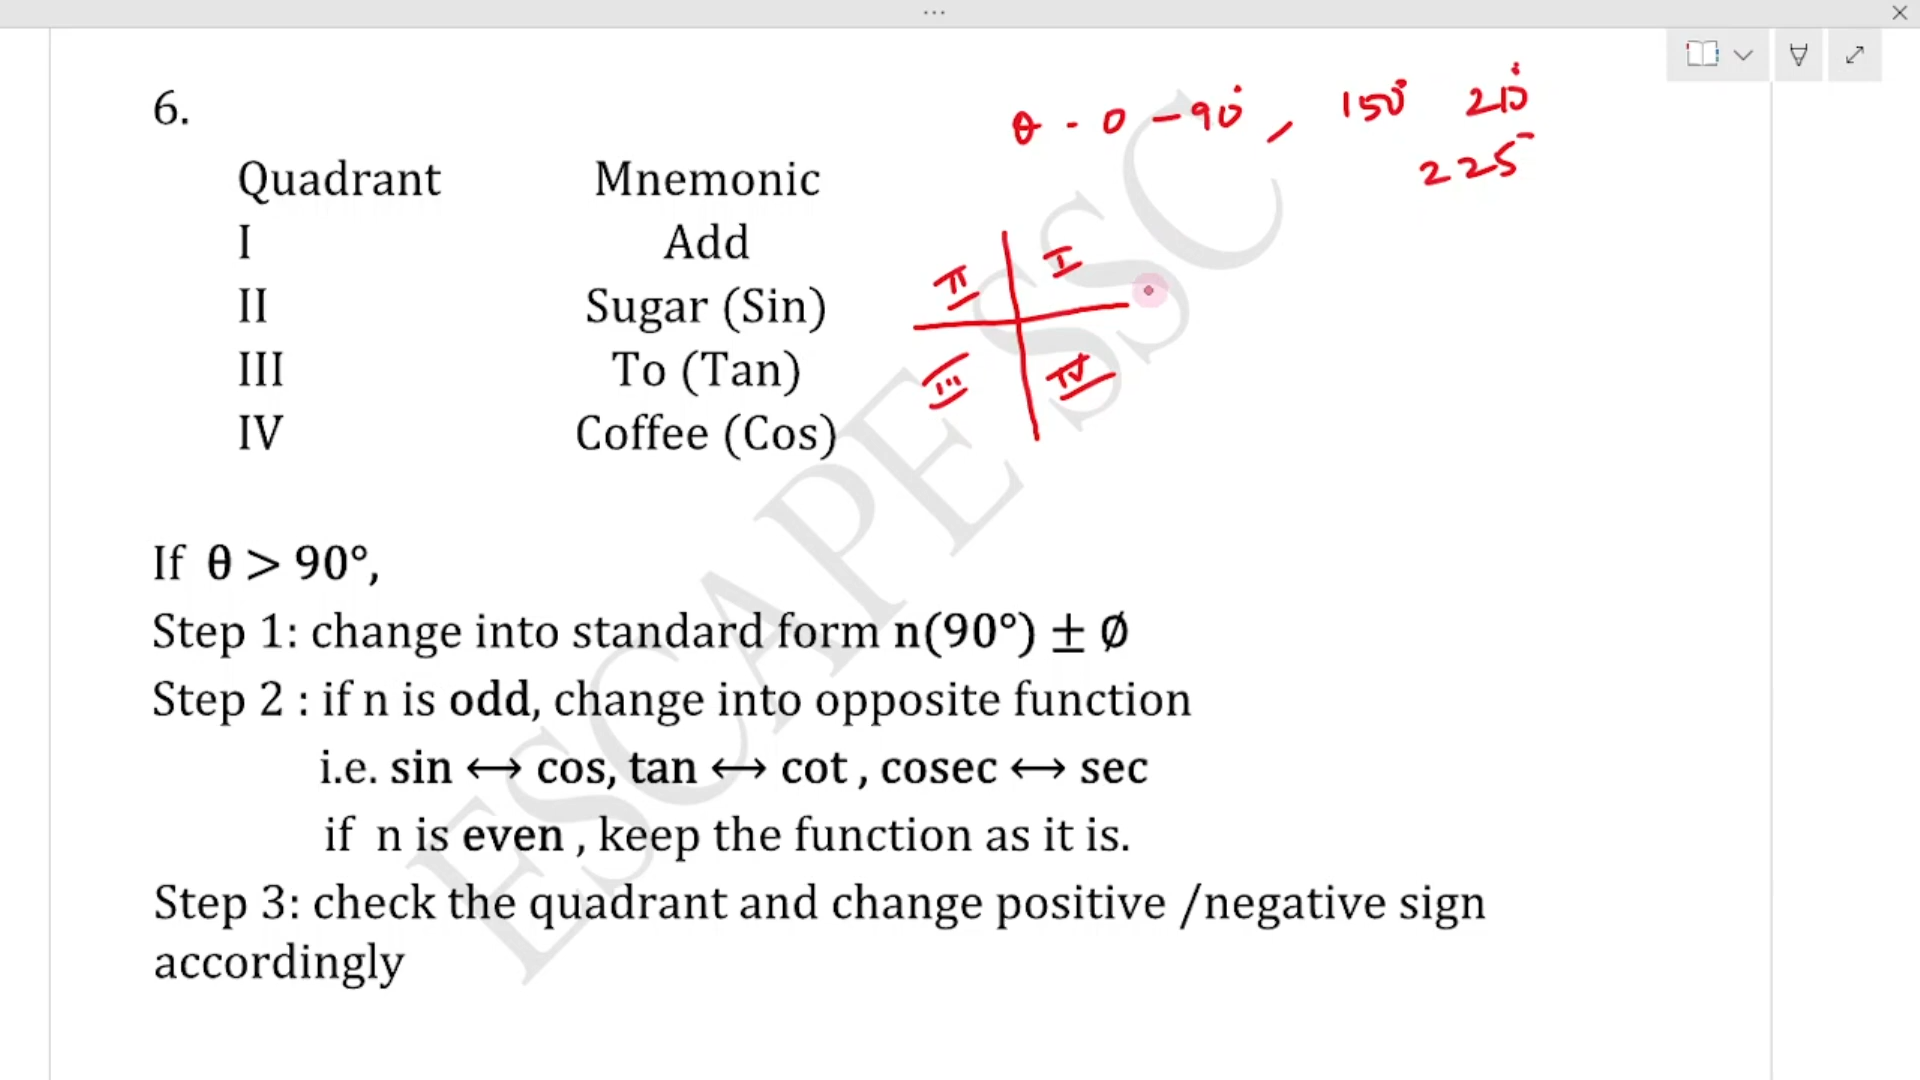 ...
6.
θ - 0 - 90°, 150° 210°
225°
Quadrant Mnemonic
I Add
II Sugar (Sin)
III To (Tan)
IV Coffee (Cos)
II I
III IV
If θ > 90°,
Step 1: change into standard form n(90°) ± Ø
Step 2 : if n is odd, change into opposite function
i.e. sin ↔ cos, tan ↔ cot , cosec ↔ sec
if n is even , keep the function as it is.
Step 3: check the quadrant and change positive /negative sign
accordingly
ESCAPE SSC